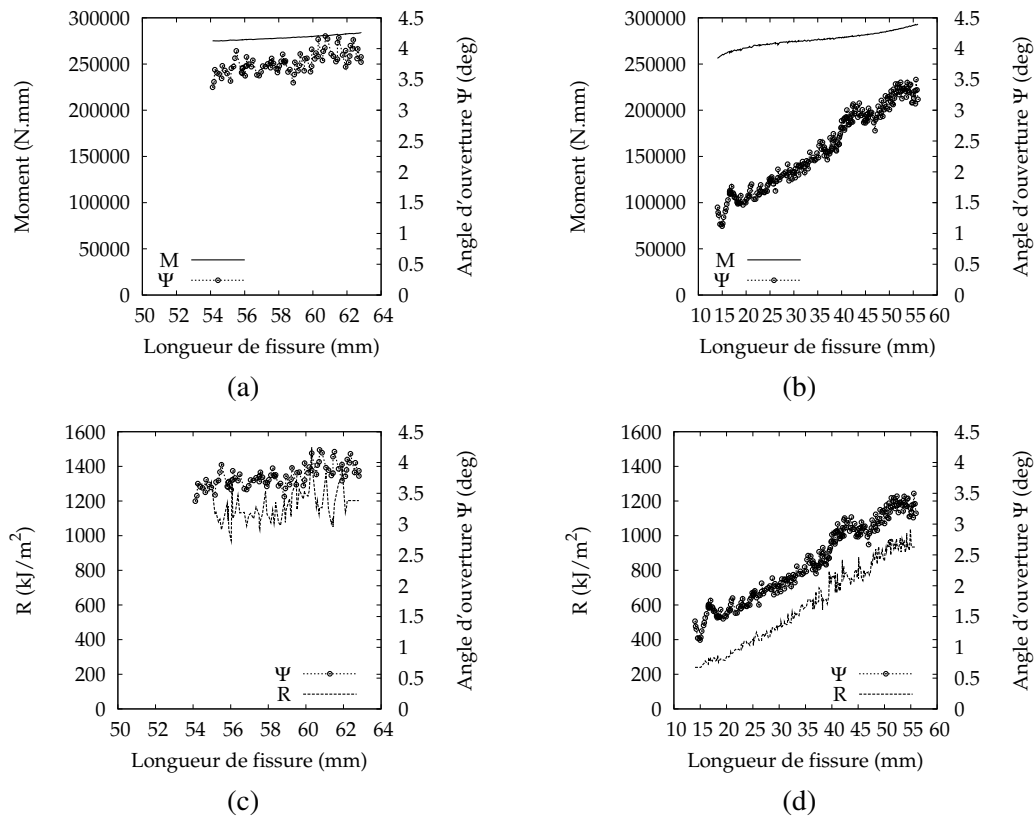 300000
250000
200000
150000
100000
50000
0
Moment (N.mm)
4.5
4
3.5
3
2.5
2
1.5
1
0.5
0
Angle d'ouverture Ψ (deg)
M
Ψ
50 52 54 56 58 60 62 64
Longueur de fissure (mm)
(a)
300000
250000
200000
150000
100000
50000
0
Moment (N.mm)
4.5
4
3.5
3
2.5
2
1.5
1
0.5
0
Angle d'ouverture Ψ (deg)
M
Ψ
10 15 20 25 30 35 40 45 50 55 60
Longueur de fissure (mm)
(b)
1600
1400
1200
1000
800
600
400
200
0
R (kJ/m²)
4.5
4
3.5
3
2.5
2
1.5
1
0.5
0
Angle d'ouverture Ψ (deg)
Ψ
R
50 52 54 56 58 60 62 64
Longueur de fissure (mm)
(c)
1600
1400
1200
1000
800
600
400
200
0
R (kJ/m²)
4.5
4
3.5
3
2.5
2
1.5
1
0.5
0
Angle d'ouverture Ψ (deg)
Ψ
R
10 15 20 25 30 35 40 45 50 55 60
Longueur de fissure (mm)
(d)